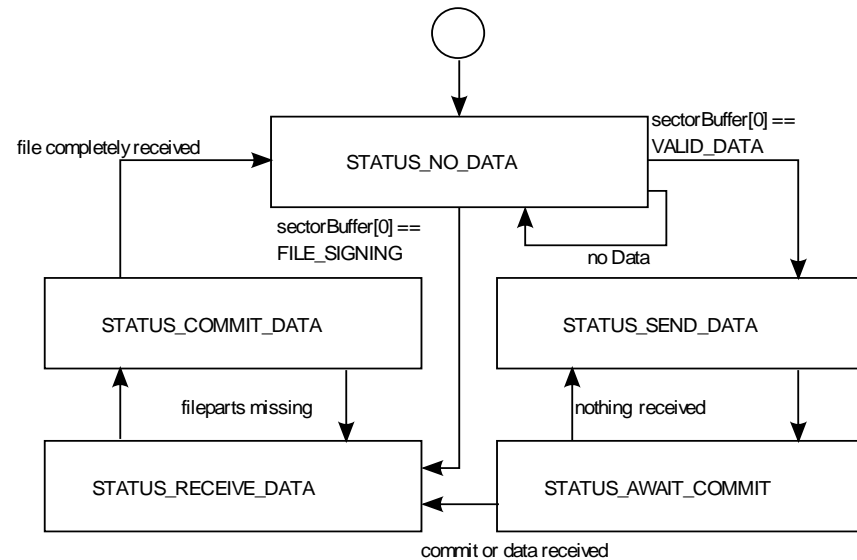 sectorBuffer[0] ==
VALID_DATA
file completely received
STATUS_NO_DATA
sectorBuffer[0] ==
FILE_SIGNING
no Data
STATUS_COMMIT_DATA
STATUS_SEND_DATA
fileparts missing
nothing received
STATUS_RECEIVE_DATA
STATUS_AWAIT_COMMIT
commit or data received